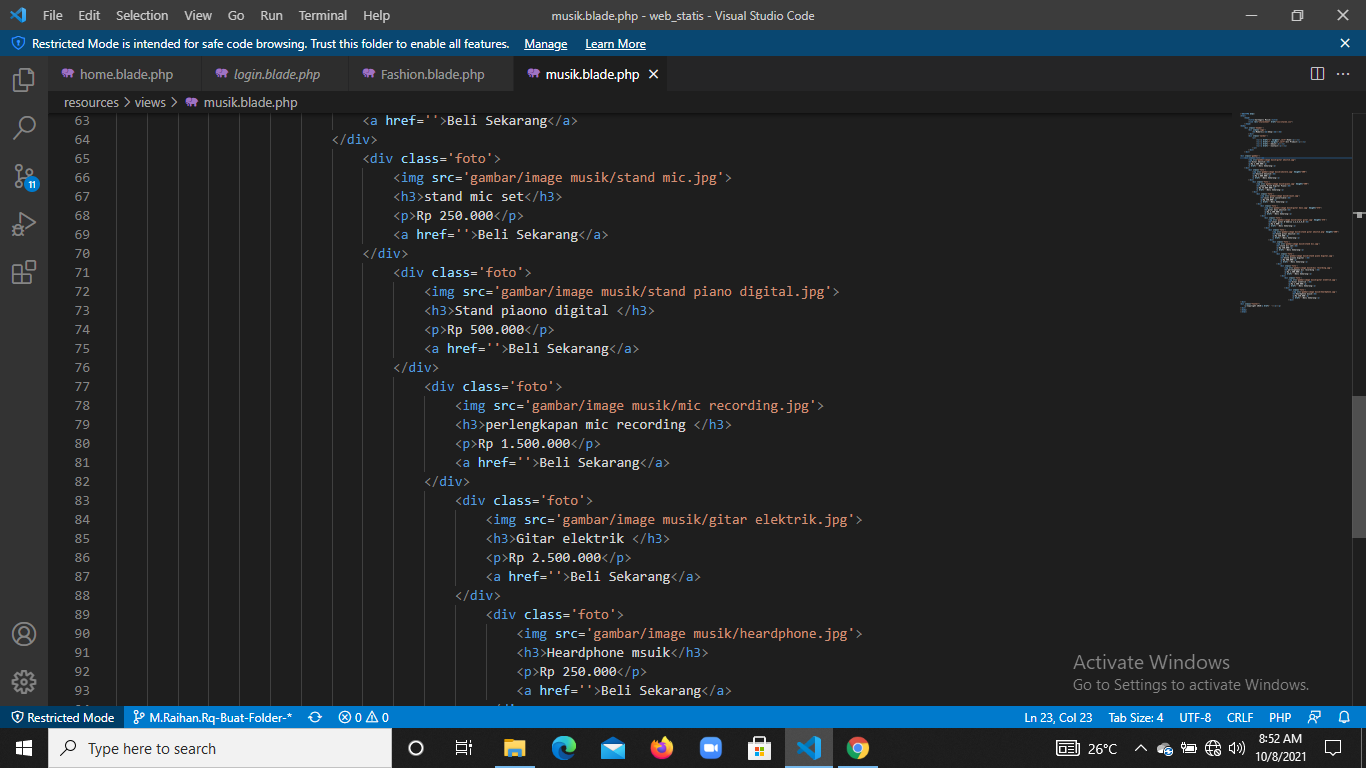 File Edit Selection View Go Run Terminal Help musik.blade.php - web_statis - Visual Studio Code
Restricted Mode is intended for safe code browsing. Trust this folder to enable all features. Manage Learn More
home.blade.php login.blade.php Fashion.blade.php musik.blade.php
resources > views > musik.blade.php
63 <a href=''>Beli Sekarang</a>
64 </div>
65 <div class='foto'>
66 <img src='gambar/image musik/stand mic.jpg'>
67 <h3>stand mic set</h3>
68 <p>Rp 250.000</p>
69 <a href=''>Beli Sekarang</a>
70 </div>
71 <div class='foto'>
72 <img src='gambar/image musik/stand piano digital.jpg'>
73 <h3>Stand piaono digital </h3>
74 <p>Rp 500.000</p>
75 <a href=''>Beli Sekarang</a>
76 </div>
77 <div class='foto'>
78 <img src='gambar/image musik/mic recording.jpg'>
79 <h3>perlengkapan mic recording </h3>
80 <p>Rp 1.500.000</p>
81 <a href=''>Beli Sekarang</a>
82 </div>
83 <div class='foto'>
84 <img src='gambar/image musik/gitar elektrik.jpg'>
85 <h3>Gitar elektrik </h3>
86 <p>Rp 2.500.000</p>
87 <a href=''>Beli Sekarang</a>
88 </div>
89 <div class='foto'>
90 <img src='gambar/image musik/heardphone.jpg'>
91 <h3>Heardphone msuik</h3>
92 <p>Rp 250.000</p>
93 <a href=''>Beli Sekarang</a>
11
Activate Windows
Go to Settings to activate Windows.
Restricted Mode M.Raihan.Rq-Buat-Folder-* 0 0 Ln 23, Col 23 Tab Size: 4 UTF-8 CRLF PHP
Type here to search 26°C 8:52 AM
10/8/2021